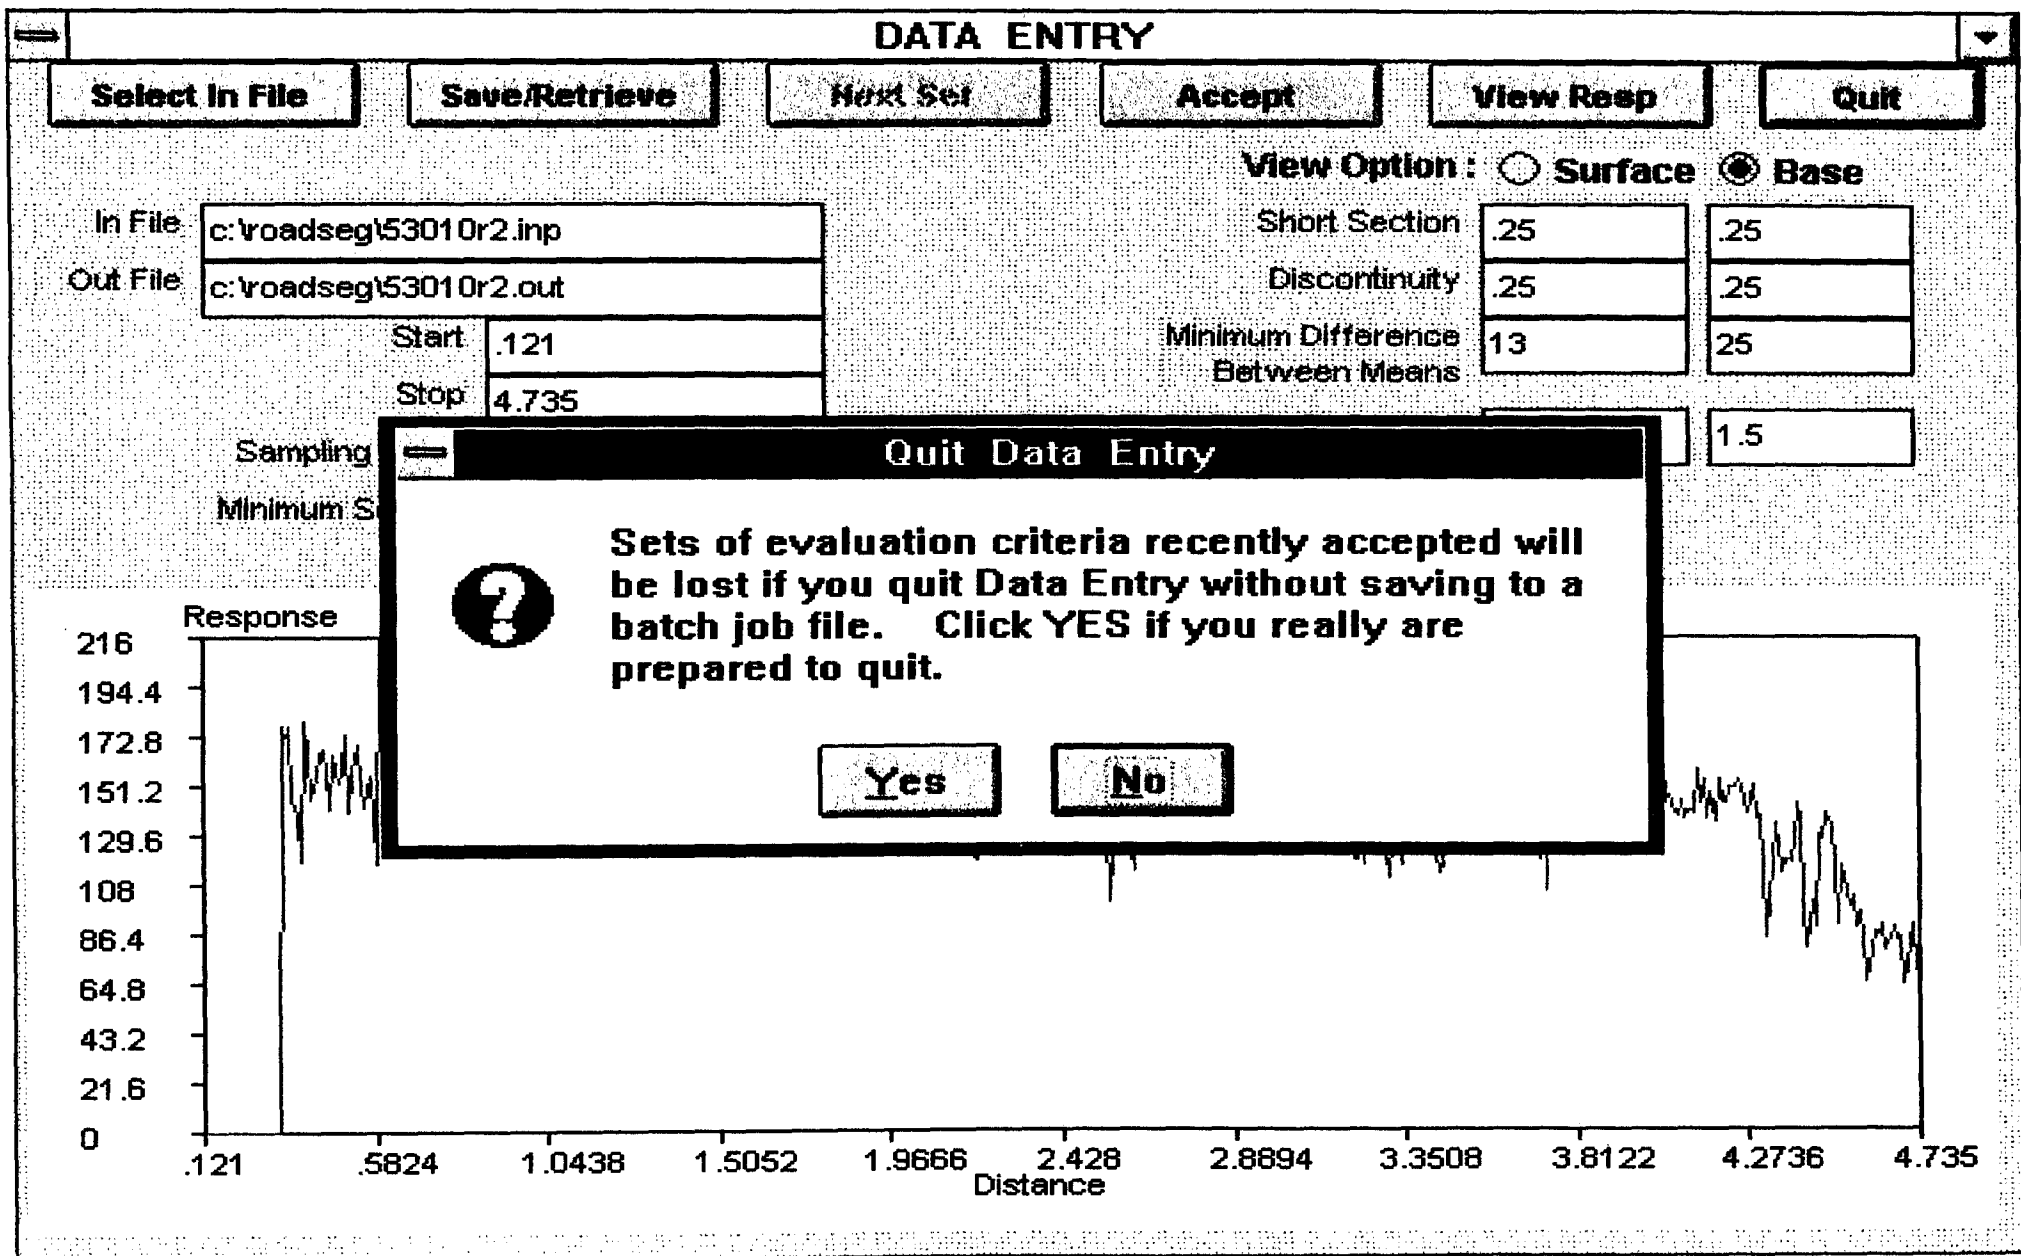 DATA ENTRY
Select In File Save/Retrieve Next Set Accept View Resp Quit
View Option : Surface Base
In File c:\roadseg\53010r2.inp
Out File c:\roadseg\53010r2.out
Start .121
Stop 4.735
Sampling
Minimum
Short Section .25 .25
Discontinuity .25 .25
Minimum Difference 13 25
Between Means
1.5
Quit Data Entry
Sets of evaluation criteria recently accepted will
be lost if you quit Data Entry without saving to a
batch job file. Click YES if you really are
prepared to quit.
Yes No
Response
216
194.4
172.8
151.2
129.6
108
86.4
64.8
43.2
21.6
0
.121 .5824 1.0438 1.5052 1.9666 2.428 2.8894 3.3508 3.8122 4.2736 4.735
Distance